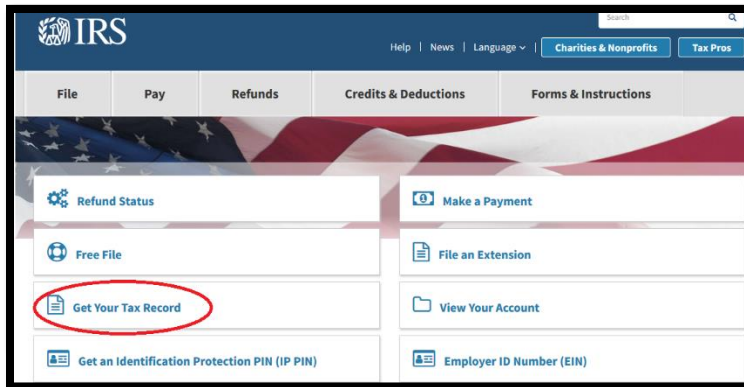 Search
IRS
Help | News | Language | Charities & Nonprofits Tax Pros
File Pay Refunds Credits & Deductions Forms & Instructions
Refund Status Make a Payment
Free File File an Extension
Get Your Tax Record View Your Account
Get an Identification Protection PIN (IP PIN) Employer ID Number (EIN)